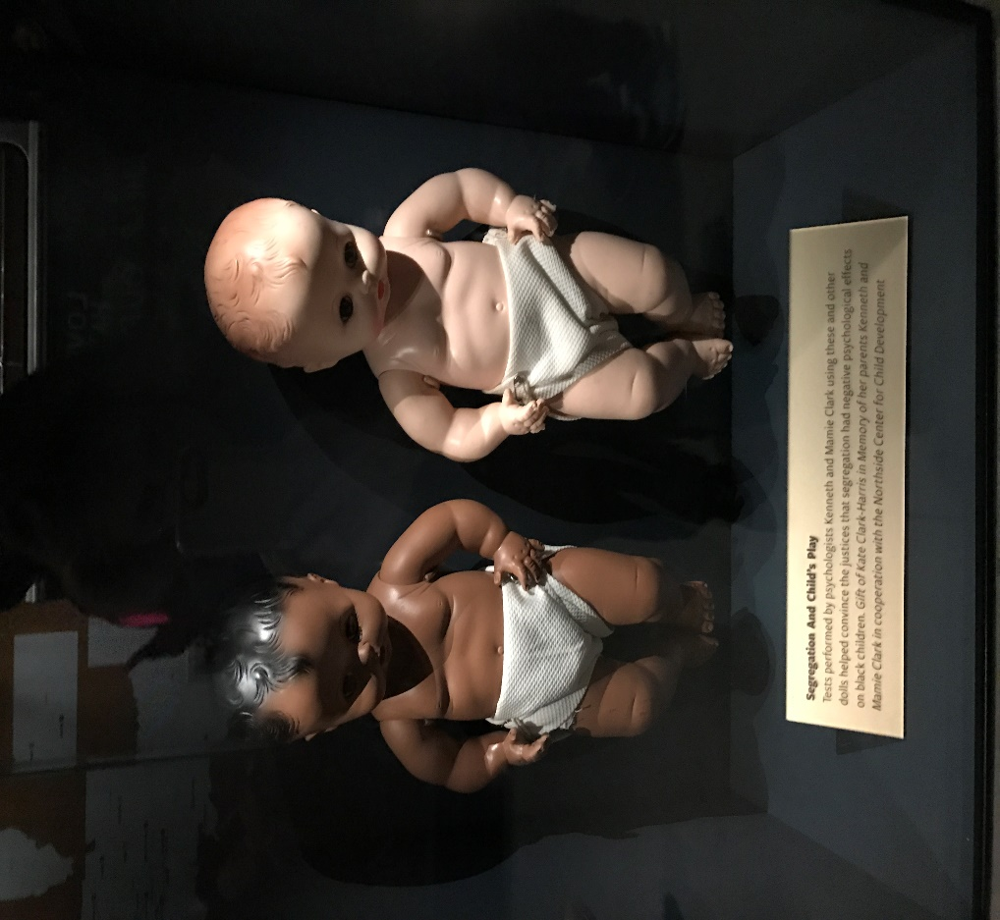 Segregation And Child's Play
Tests performed by psychologists Kenneth and Mamie Clark using these and other
dolls helped convince the justices that segregation had negative psychological effects
on black children. Gift of Kate Clark-Harris in Memory of her parents Kenneth and
Mamie Clark in cooperation with the Northside Center for Child Development